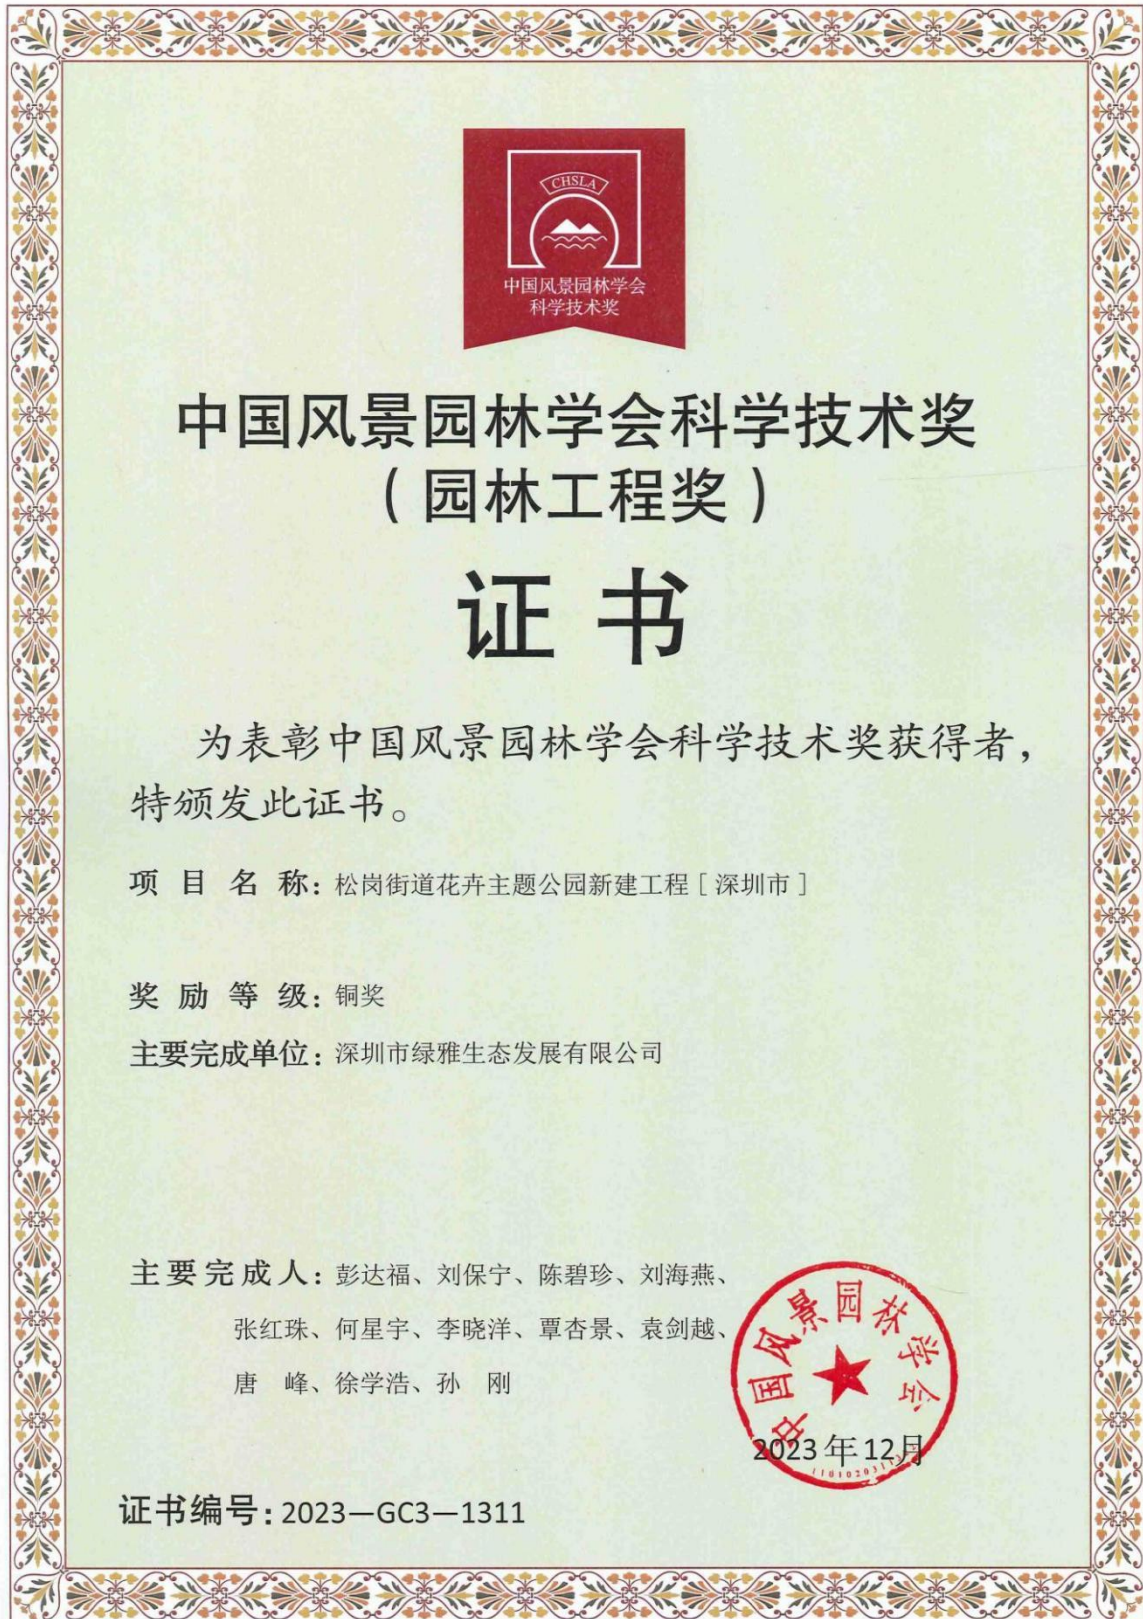 CHSLA
中国风景园林学会
科学技术奖
中国风景园林学会科学技术奖
（园林工程奖）
证书
为表彰中国风景园林学会科学技术奖获得者，
特颁发此证书。
项目名称：松岗街道花卉主题公园新建工程［深圳市］
奖励等级：铜奖
主要完成单位：深圳市绿雅生态发展有限公司
主要完成人：彭达福、刘保宁、陈碧珍、刘海燕、
张红珠、何星宇、李晓洋、覃杏景、袁剑越、
唐　峰、徐学浩、孙　刚
中国风景园林学会
2023年12月
证书编号：2023—GC3—1311